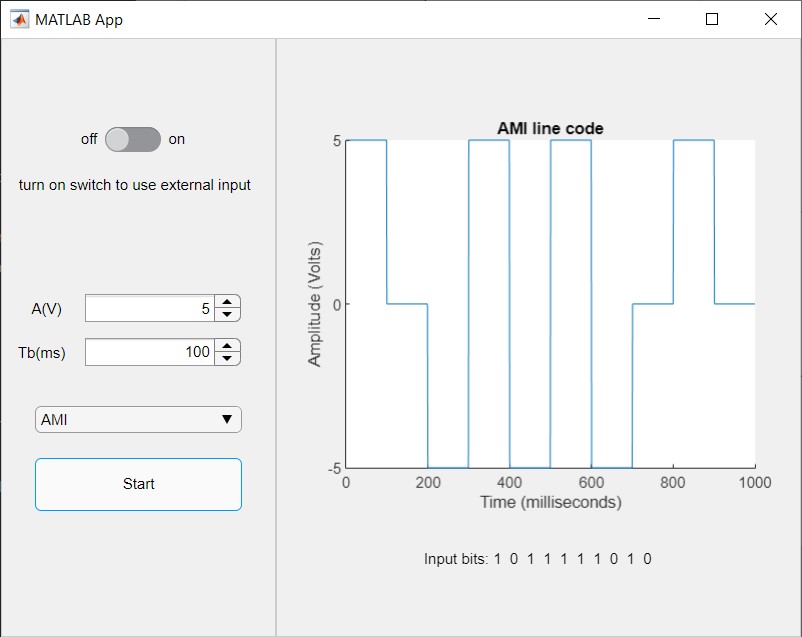 MATLAB App
off on
turn on switch to use external input
A(V) 5
Tb(ms) 100
AMI
Start
AMI line code
Amplitude (Volts)
5
0
-5
0 200 400 600 800 1000
Time (milliseconds)
Input bits: 1 0 1 1 1 1 1 0 1 0